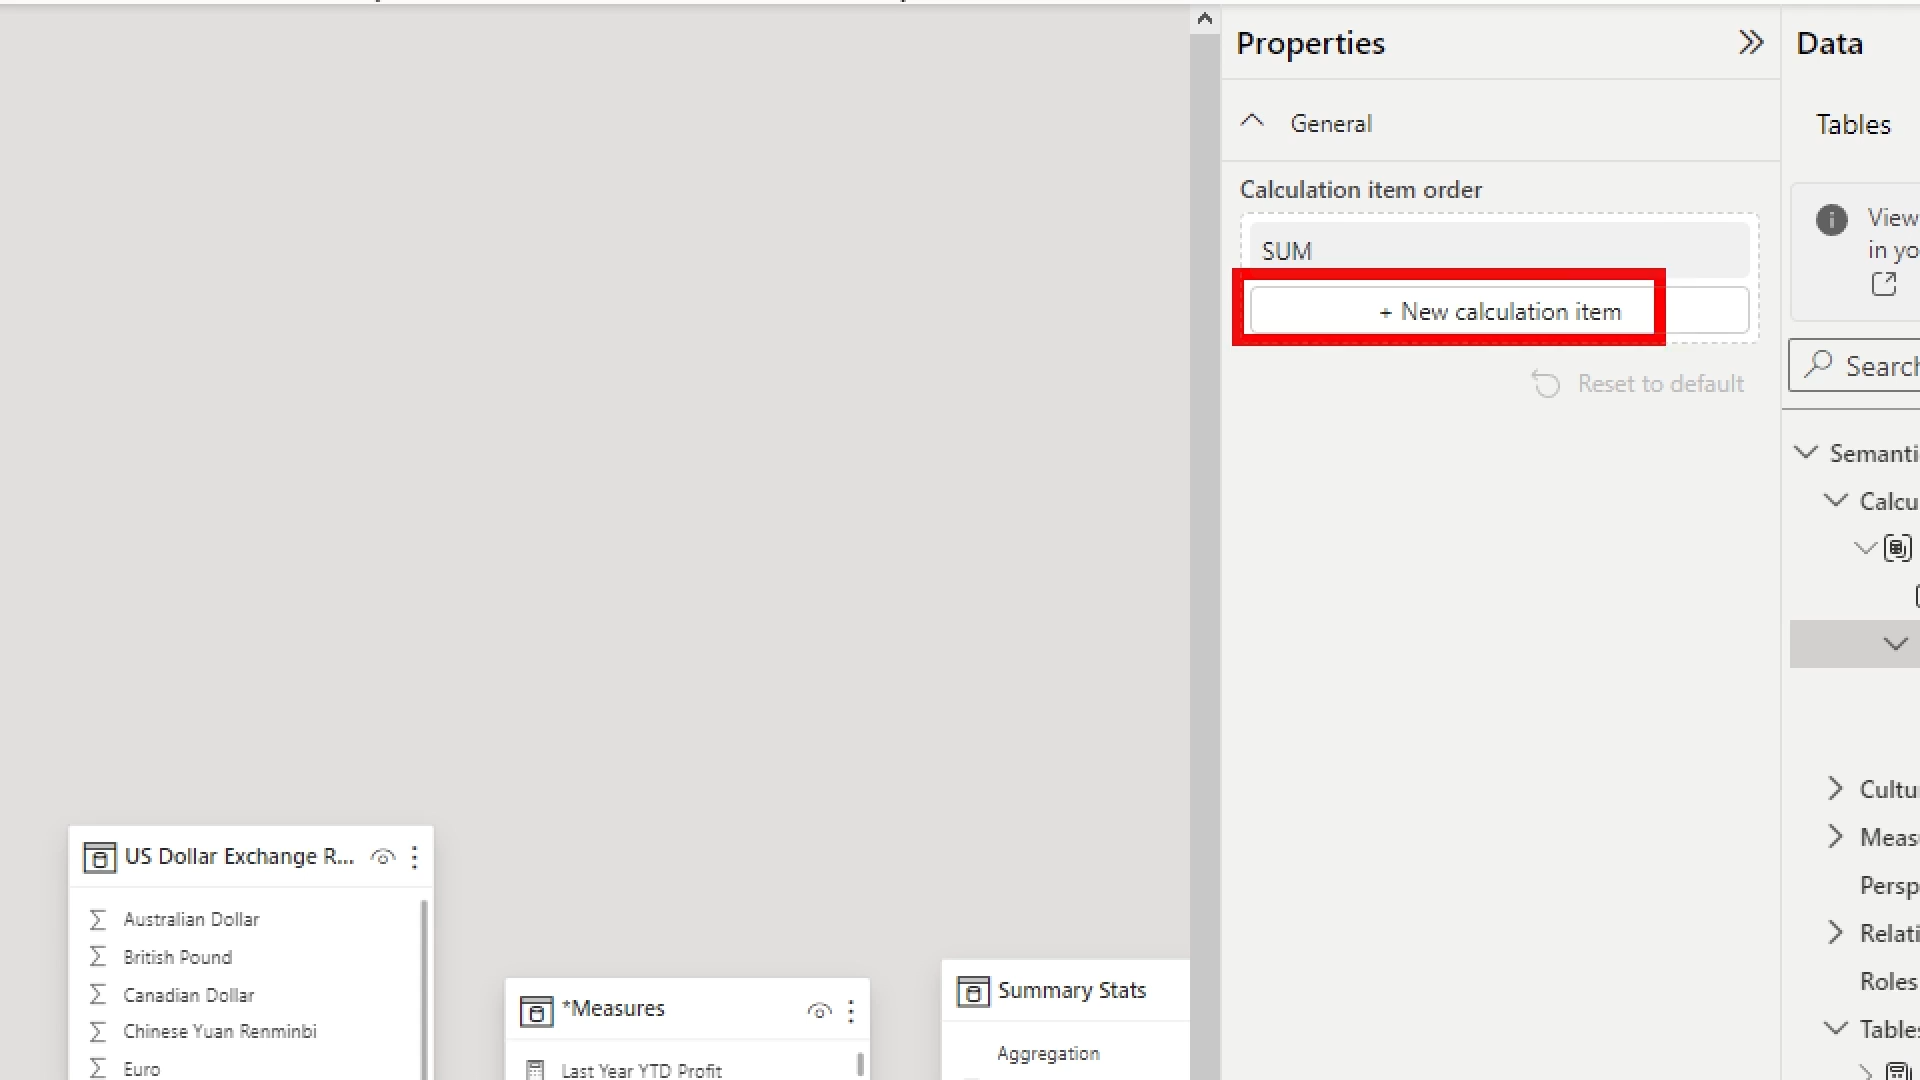 Properties
Data
General
Tables
Calculation item order
SUM
+ New calculation item
Reset to default
View
in yo
Search
Semanti
Calcu
Cultu
Meas
Persp
Relati
Roles
Tables
US Dollar Exchange R...
Australian Dollar
British Pound
Canadian Dollar
Chinese Yuan Renminbi
Euro
*Measures
Last Year YTD Profit
Summary Stats
Aggregation